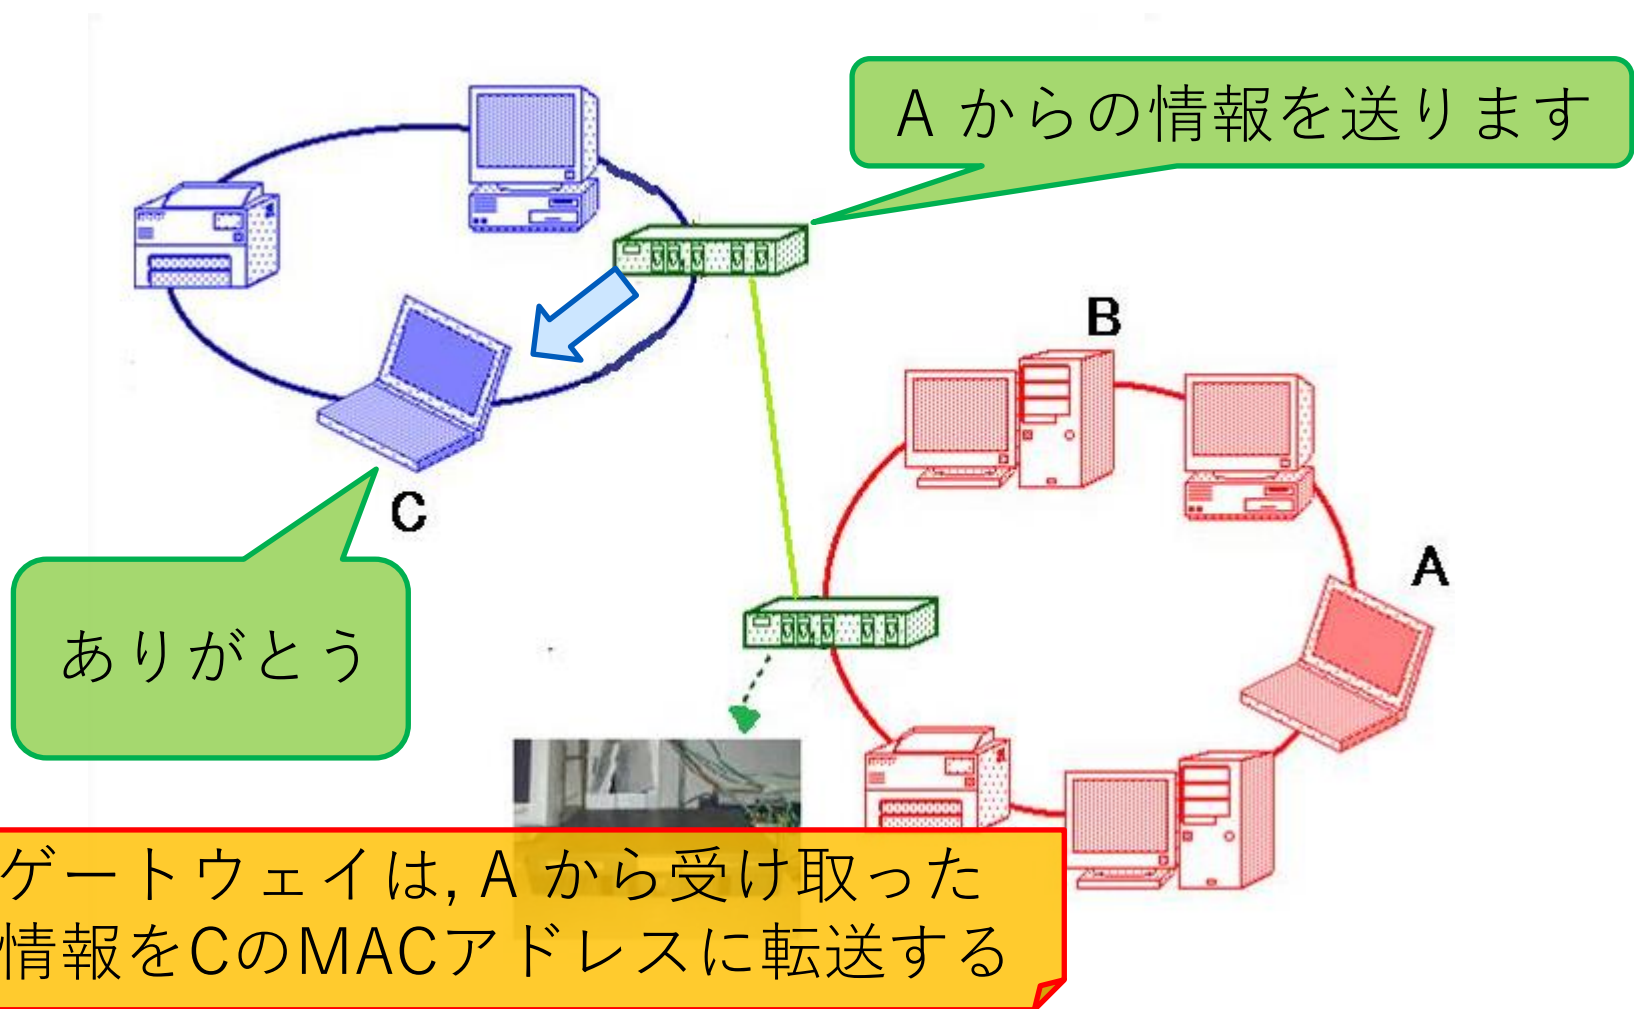 A からの情報を送ります
B
C
A
ありがとう
ゲートウェイは, A から受け取った
情報をCのMACアドレスに転送する